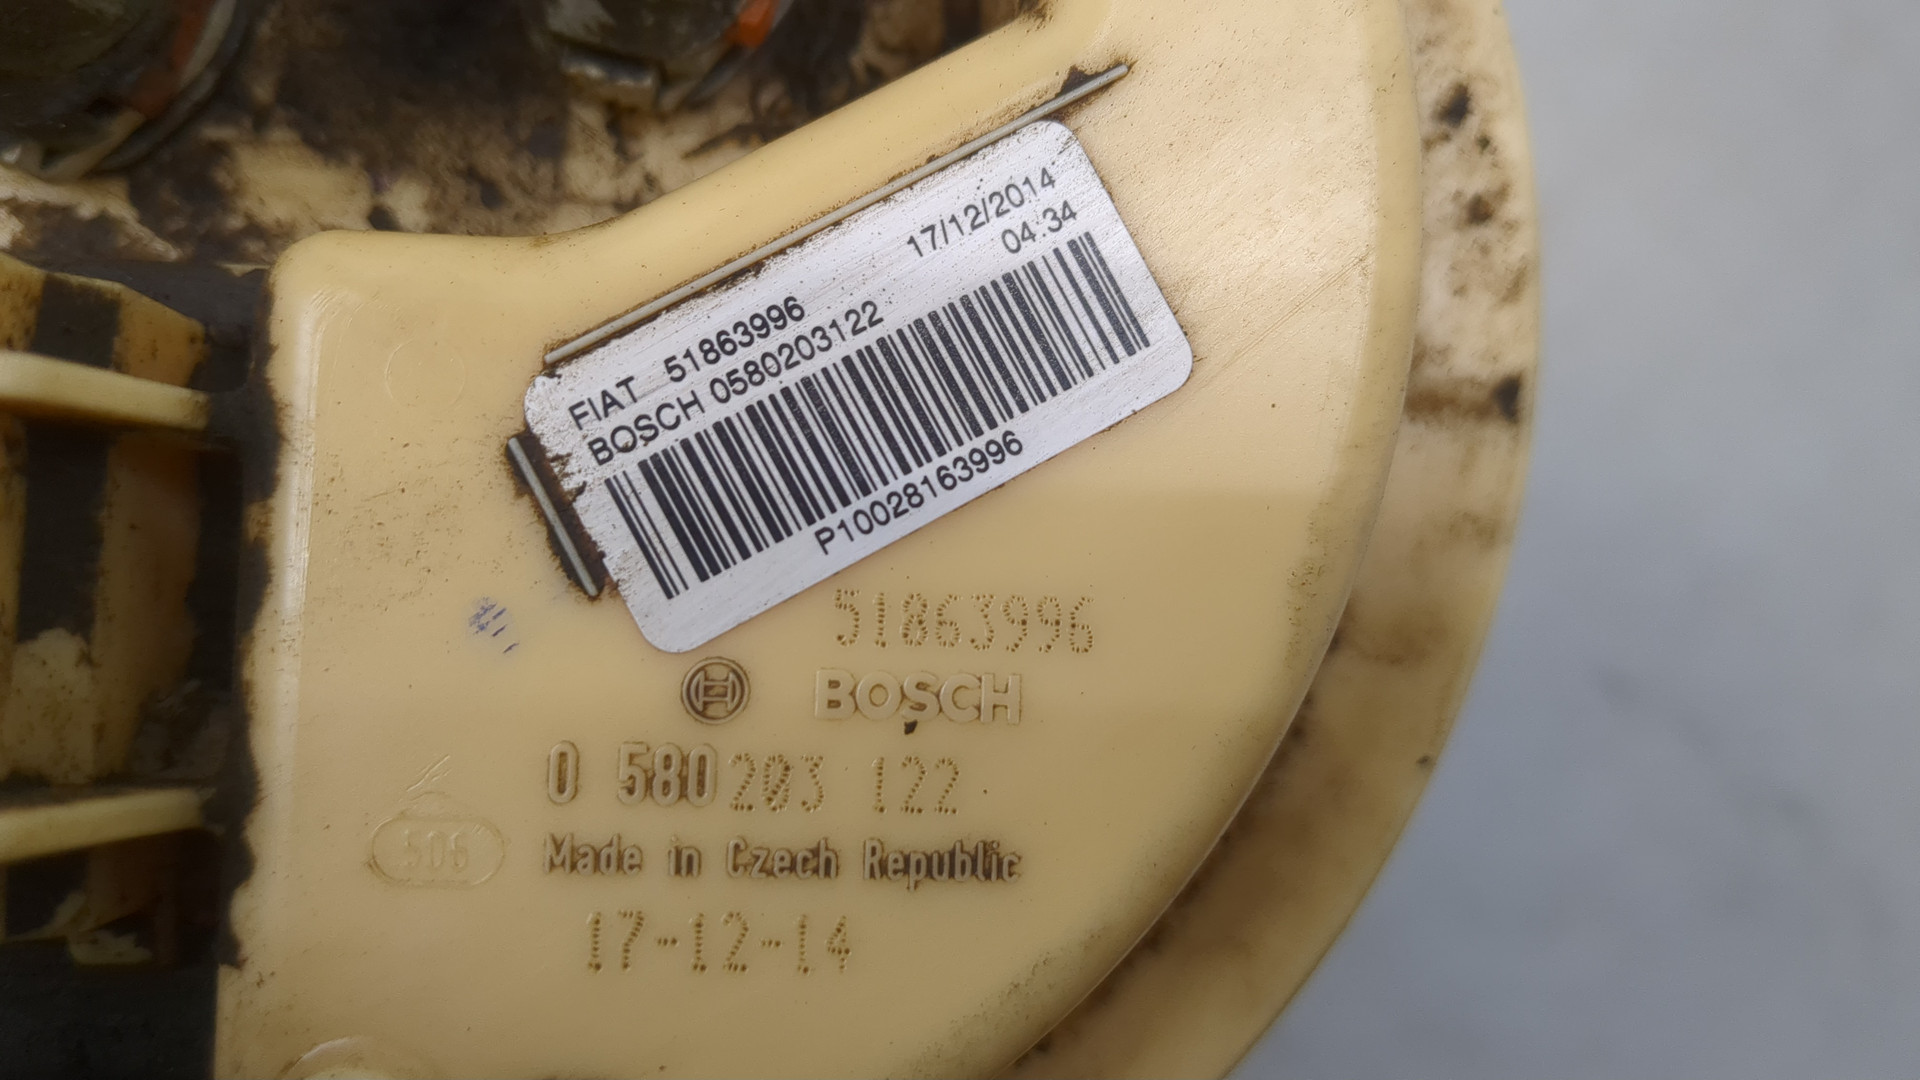 17/12/2014
04:34
FIAT 51863996
BOSCH 0580203122
P10028163996
51863996
BOSCH
0 580 203 122
506
Made in Czech Republic
17-12-14